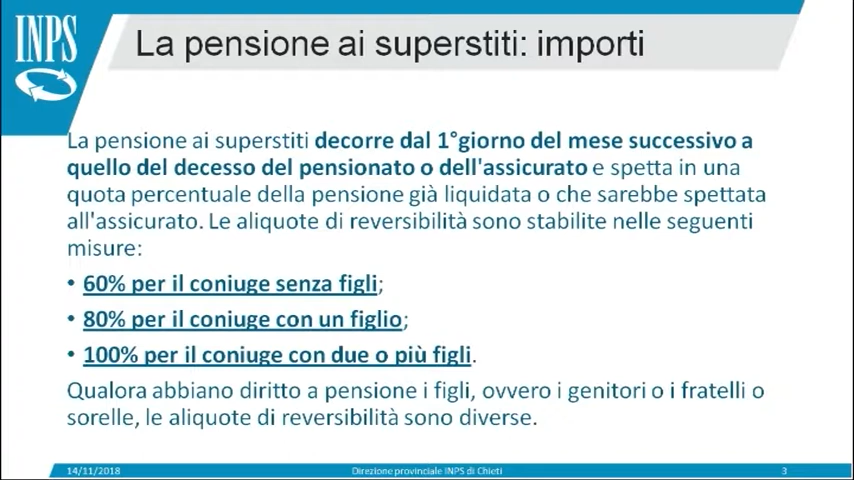 INPS
La pensione ai superstiti: importi
La pensione ai superstiti decorre dal 1°giorno del mese successivo a
quello del decesso del pensionato o dell'assicurato e spetta in una
quota percentuale della pensione già liquidata o che sarebbe spettata
all'assicurato. Le aliquote di reversibilità sono stabilite nelle seguenti
misure:
• 60% per il coniuge senza figli;
• 80% per il coniuge con un figlio;
• 100% per il coniuge con due o più figli.
Qualora abbiano diritto a pensione i figli, ovvero i genitori o i fratelli o
sorelle, le aliquote di reversibilità sono diverse.
14/11/2018 Direzione provinciale INPS di Chieti 3